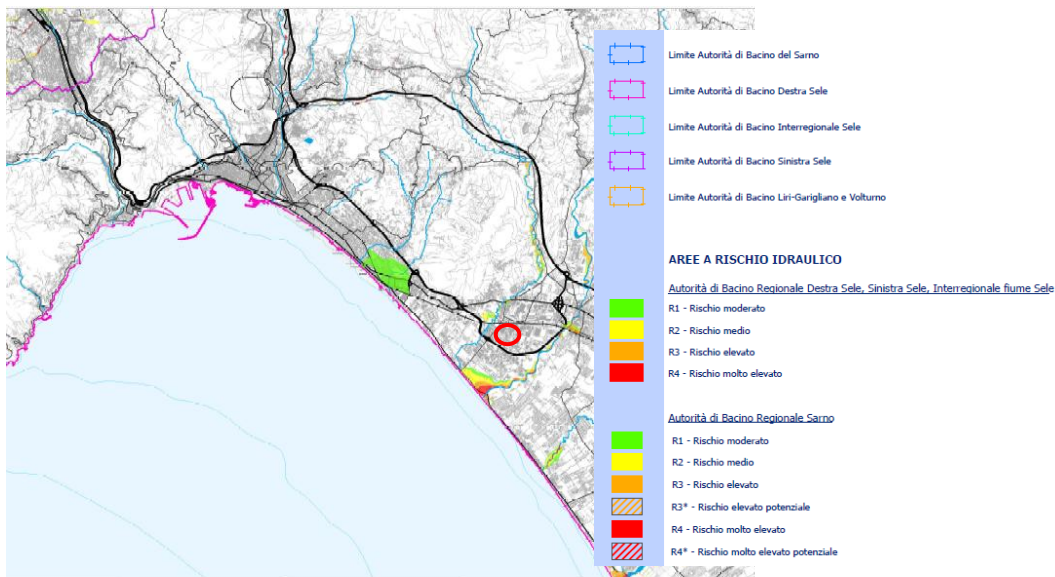 Limite Autorità di Bacino del Sarno
Limite Autorità di Bacino Destra Sele
Limite Autorità di Bacino Interregionale Sele
Limite Autorità di Bacino Sinistra Sele
Limite Autorità di Bacino Liri-Garigliano e Volturno
AREE A RISCHIO IDRAULICO
Autorità di Bacino Regionale Destra Sele, Sinistra Sele, Interregionale fiume Sele
R1 - Rischio moderato
R2 - Rischio medio
R3 - Rischio elevato
R4 - Rischio molto elevato
Autorità di Bacino Regionale Sarno
R1 - Rischio moderato
R2 - Rischio medio
R3 - Rischio elevato
R3* - Rischio elevato potenziale
R4 - Rischio molto elevato
R4* - Rischio molto elevato potenziale